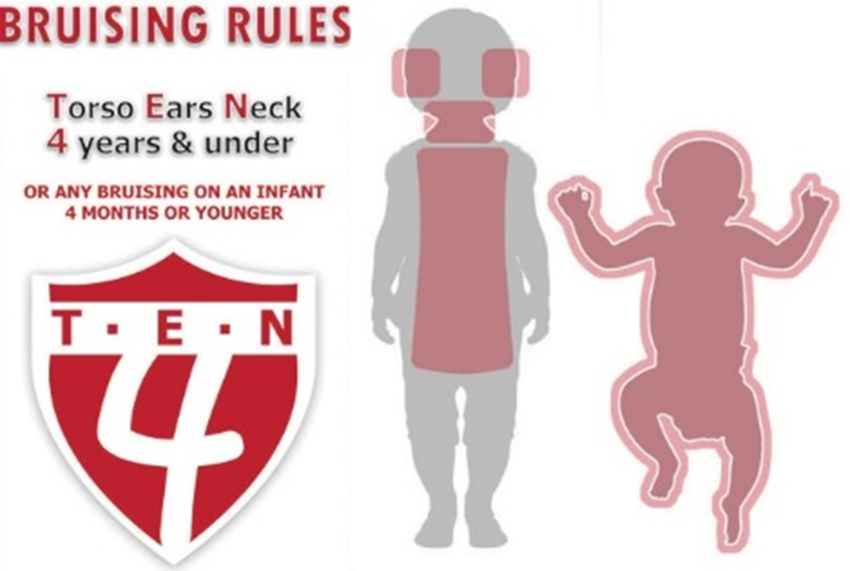 BRUISING RULES
Torso Ears Neck
4 years & under
OR ANY BRUISING ON AN INFANT
4 MONTHS OR YOUNGER
T · E · N
4